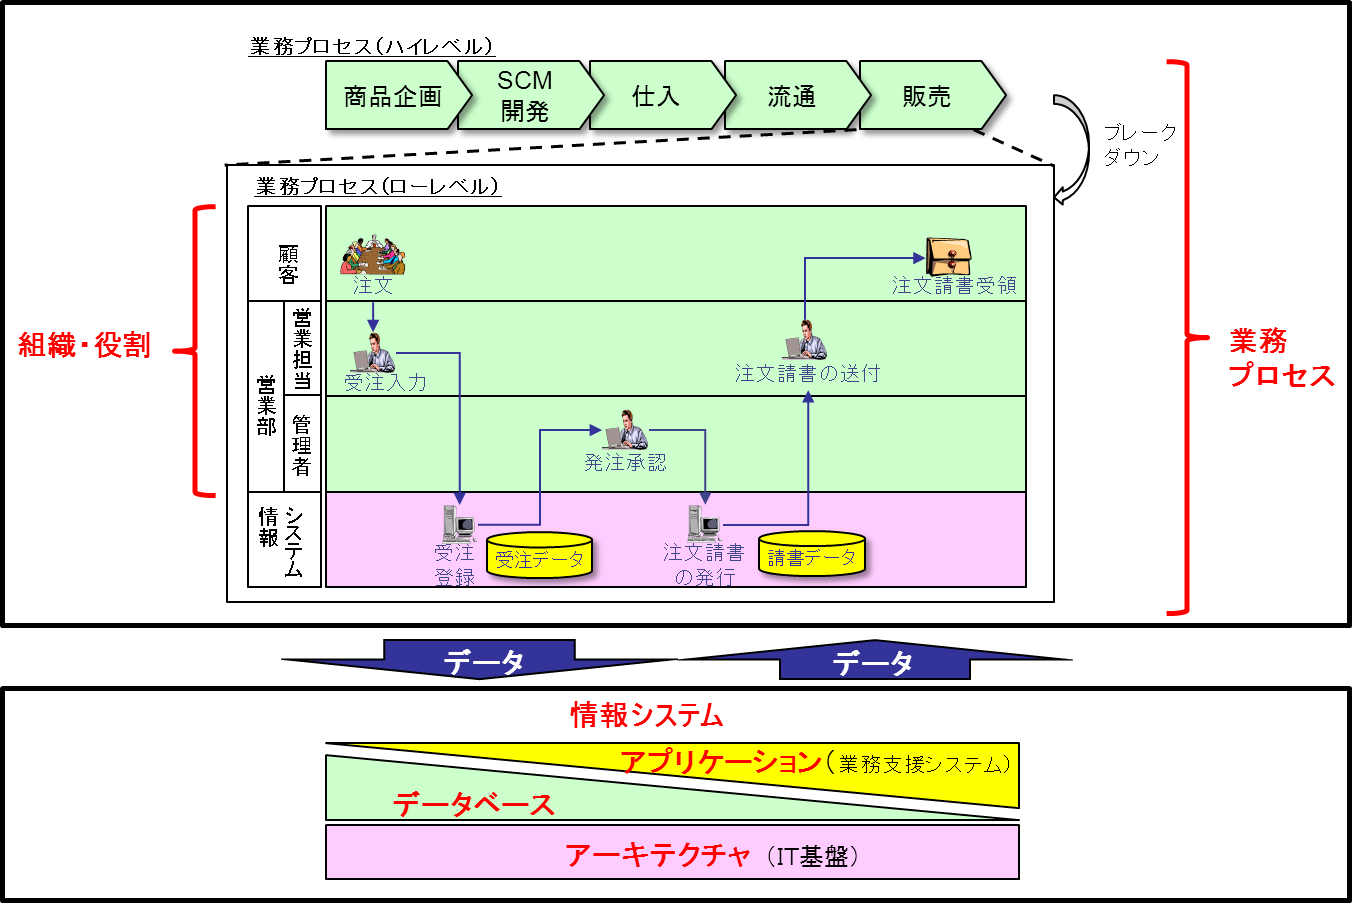 業務プロセス(ハイレベル)
商品企画
SCM
開発
仕入
流通
販売
ブレーク
ダウン
業務プロセス(ローレベル)
組織・役割
業務
プロセス
顧客
営業部
営業担当
管理者
情報
システム
注文
注文請書受領
受注入力
注文請書の送付
発注承認
受注
登録
受注データ
注文請書
の発行
請書データ
データ
データ
情報システム
アプリケーション(業務支援システム)
データベース
アーキテクチャ (IT基盤)